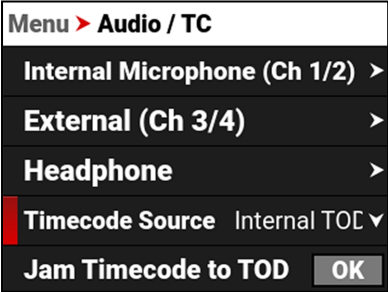 Menu > Audio / TC
Internal Microphone (Ch 1/2) >
External (Ch 3/4) >
Headphone >
Timecode Source Internal TOD
Jam Timecode to TOD OK